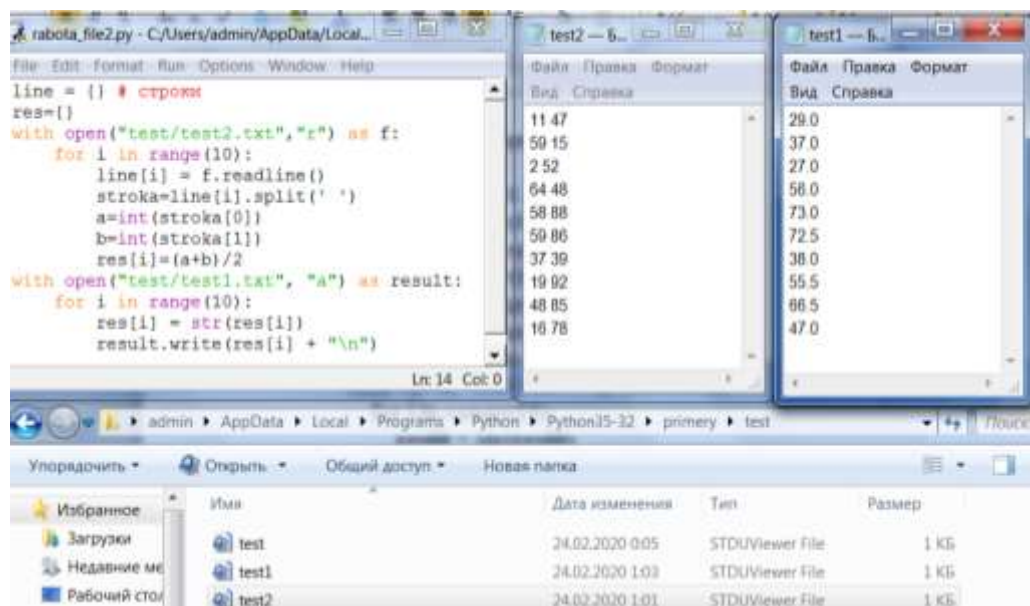 rabota_file2.py - C:/Users/admin/AppData/Local...
File Edit Format Run Options Window Help
line = {} # строки
res={}
with open("test/test2.txt","r") as f:
    for i in range(10):
        line[i] = f.readline()
        stroka=line[i].split(' ')
        a=int(stroka[0])
        b=int(stroka[1])
        res[i]=(a+b)/2
with open("test/test1.txt", "a") as result:
    for i in range(10):
        res[i] = str(res[i])
        result.write(res[i] + "\n")
Ln: 14 Col: 0
test2 — Б...
Файл Правка Формат
Вид Справка
11 47
59 15
2 52
64 48
58 88
59 86
37 39
19 92
48 85
16 78
test1 — Б...
Файл Правка Формат
Вид Справка
29.0
37.0
27.0
56.0
73.0
72.5
38.0
55.5
66.5
47.0
admin AppData Local Programs Python Python35-32 primery test
Поиск
Упорядочить Открыть Общий доступ Новая папка
Имя Дата изменения Тип Размер
Избранное
Загрузки
Недавние ме
Рабочий стол
test 24.02.2020 0:05 STDUViewer File 1 КБ
test1 24.02.2020 1:03 STDUViewer File 1 КБ
test2 24.02.2020 1:01 STDUViewer File 1 КБ